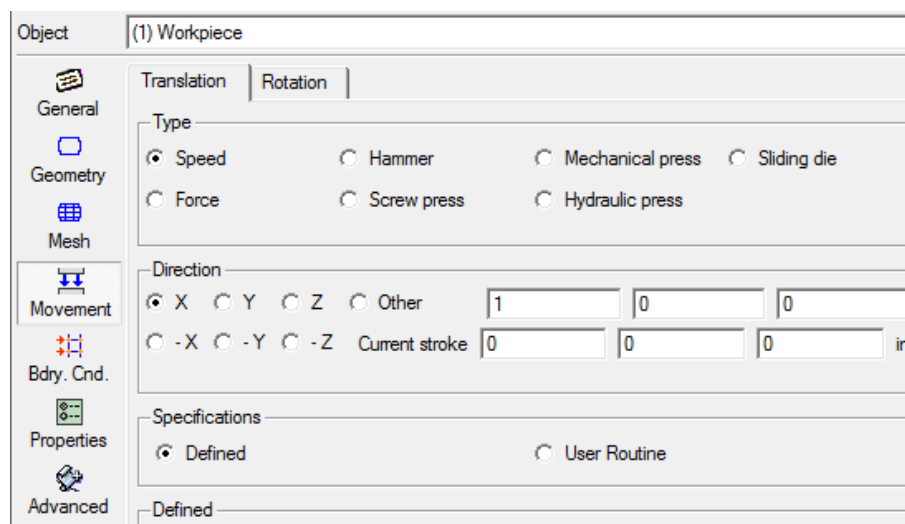 Object (1) Workpiece
Translation Rotation
General
Type
Speed Hammer Mechanical press Sliding die
Geometry
Force Screw press Hydraulic press
Mesh
Direction
X Y Z Other 1 0 0
Movement
-X -Y -Z Current stroke 0 0 0 in
Bdry. Cnd.
Specifications
Properties
Defined User Routine
Advanced
Defined